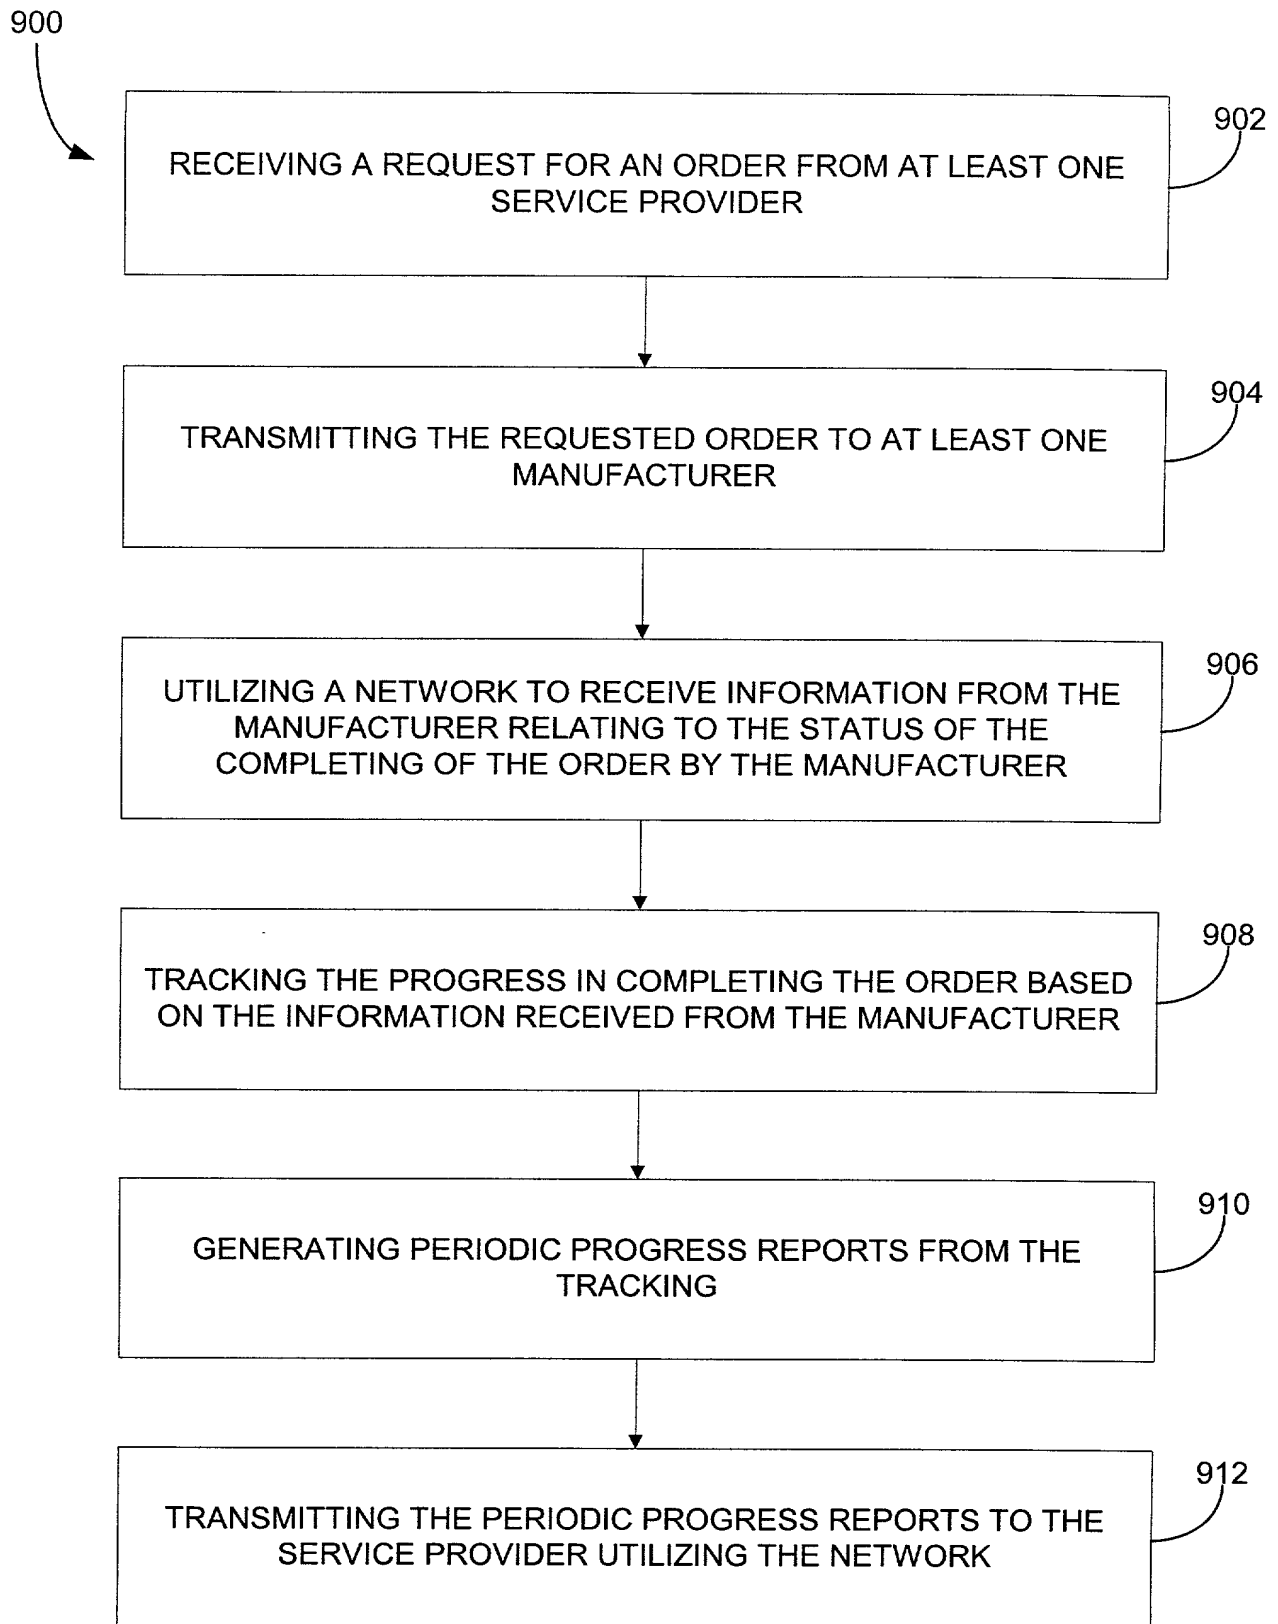 900
902
RECEIVING A REQUEST FOR AN ORDER FROM AT LEAST ONE
SERVICE PROVIDER
904
TRANSMITTING THE REQUESTED ORDER TO AT LEAST ONE
MANUFACTURER
906
UTILIZING A NETWORK TO RECEIVE INFORMATION FROM THE
MANUFACTURER RELATING TO THE STATUS OF THE
COMPLETING OF THE ORDER BY THE MANUFACTURER
908
TRACKING THE PROGRESS IN COMPLETING THE ORDER BASED
ON THE INFORMATION RECEIVED FROM THE MANUFACTURER
910
GENERATING PERIODIC PROGRESS REPORTS FROM THE
TRACKING
912
TRANSMITTING THE PERIODIC PROGRESS REPORTS TO THE
SERVICE PROVIDER UTILIZING THE NETWORK